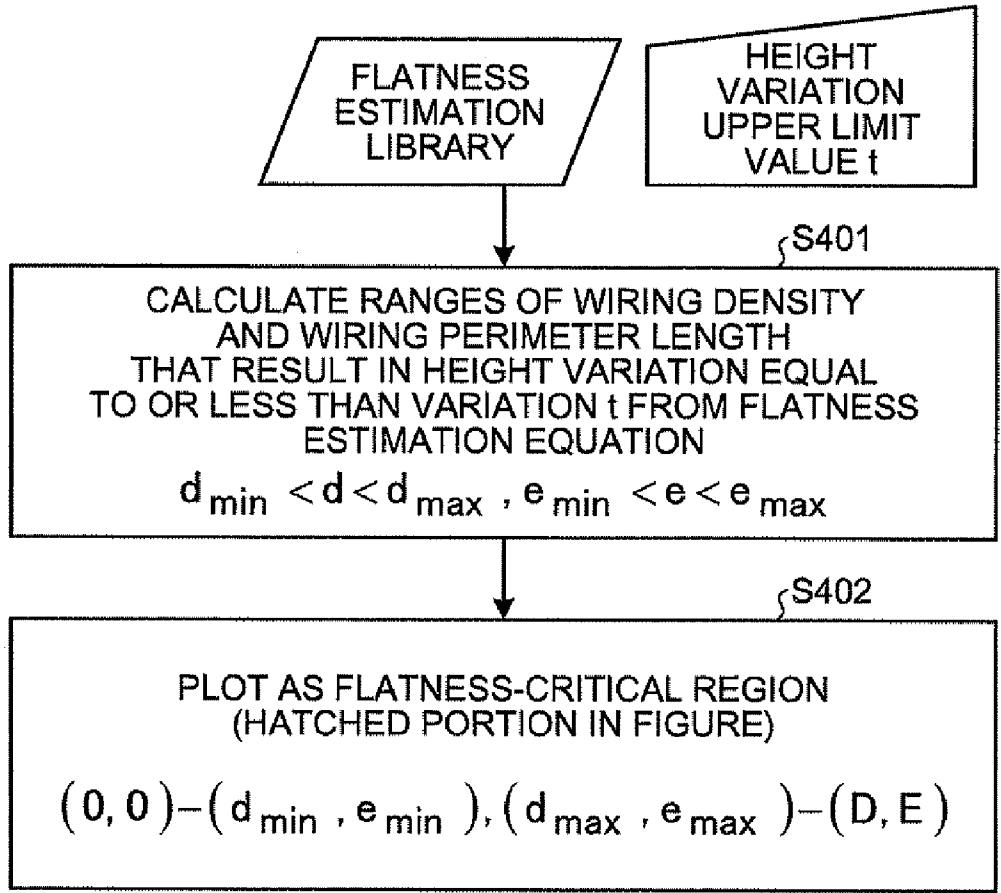 FLATNESS
ESTIMATION
LIBRARY
HEIGHT
VARIATION
UPPER LIMIT
VALUE t
S401
CALCULATE RANGES OF WIRING DENSITY
AND WIRING PERIMETER LENGTH
THAT RESULT IN HEIGHT VARIATION EQUAL
TO OR LESS THAN VARIATION t FROM FLATNESS
ESTIMATION EQUATION
d min < d < d max , e min < e < e max
S402
PLOT AS FLATNESS-CRITICAL REGION
(HATCHED PORTION IN FIGURE)
(0, 0)–(d min , e min ), (d max , e max )–(D, E)